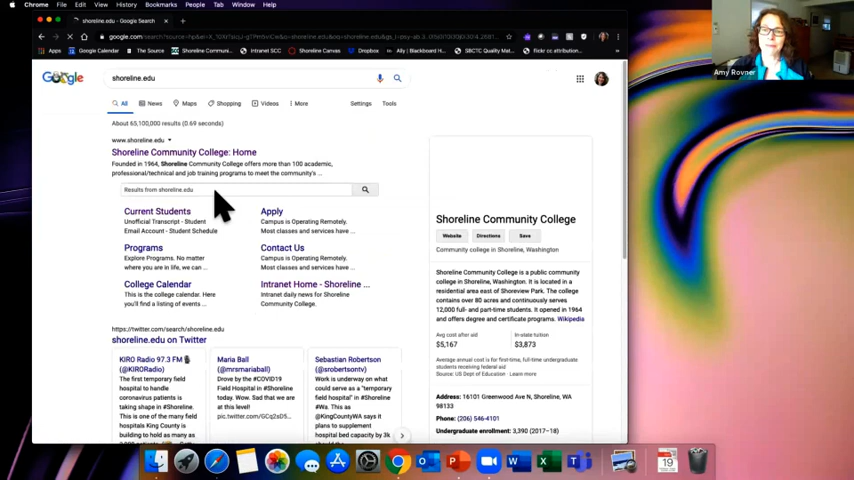 Chrome File Edit View History Bookmarks People Tab Window Help
shoreline.edu - Google Search
Apps Google Calendar The Source Shoreline Communi... Intranet SCC Shoreline Canvas Dropbox Ally | Blackboard H... SBCTC Quality Mat... flickr cc attribution...
Google
shoreline.edu
All News Maps Shopping Videos More Settings Tools
About 65,100,000 results (0.69 seconds)
www.shoreline.edu
Shoreline Community College: Home
Founded in 1964, Shoreline Community College offers more than 100 academic,
professional/technical and job training programs to meet the community's ...
Results from shoreline.edu
Current Students
Unofficial Transcript - Student
Email Account - Student Schedule
Apply
Campus is Operating Remotely.
Most classes and services have ...
Programs
Explore Programs. No matter
where you are in life, we can ...
Contact Us
Campus is Operating Remotely.
Most classes and services have ...
College Calendar
This is the college calendar. Here
you'll find a listing of events ...
Intranet Home - Shoreline ...
Intranet daily news for Shoreline
Community College.
https://twitter.com/search/shoreline.edu
shoreline.edu on Twitter
KIRO Radio 97.3 FM
(@KIRORadio)
The first temporary
field hospital to
handle
coronavirus patients
is taking shape in
#Shoreline. This is
one of the many field
hospitals King
County is
building to hold as many as
Maria Ball
(@mrsmariaball)
Drove by the #COVID19
Field Hospital in #Shoreline
today. Wow. Sad that we are
at this level!
pic.twitter.com/GCq2sD5...
Sebastian Robertson
(@srobertsontv)
Work is underway on what
could serve as a "temporary
field hospital" in #Shoreline
#Wa. This as
@KingCountyWA says it
plans to supplement
hospital bed capacity by 3k
Shoreline Community College
Website Directions Save
Community college in Shoreline, Washington
Shoreline Community College is a public community
college in Shoreline, Washington. It is located in a
residential area east of Shoreview Park. The college
contains over 80 acres and continuously serves
12,000 full- and part-time students. It opened in 1964
and offers degree and certificate programs. Wikipedia
Avg cost after aid In-state tuition
$5,167 $3,873
Average annual cost is for first-time, full-time undergraduate
students receiving federal aid
Source: US Dept of Education · Learn more
Address: 16101 Greenwood Ave N, Shoreline, WA
98133
Phone: (206) 546-4101
Undergraduate enrollment: 3,390 (2017–18)
Amy Rovner
19